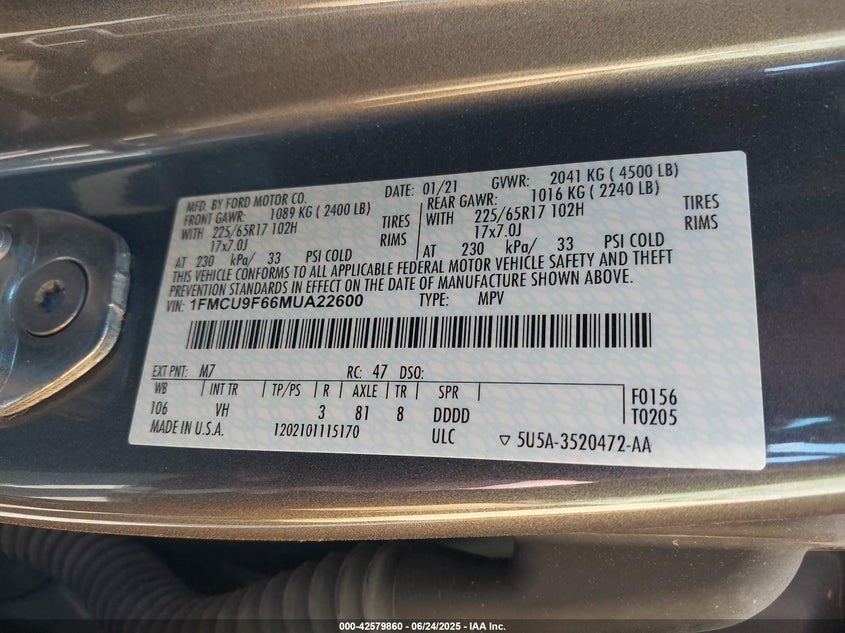 MFD. BY FORD MOTOR CO. DATE: 01/21 GVWR: 2041 KG ( 4500 LB)
FRONT GAWR: 1089 KG ( 2400 LB) REAR GAWR: 1016 KG ( 2240 LB)
WITH 225/65R17 102H TIRES WITH 225/65R17 102H TIRES
17x7.0J RIMS 17x7.0J RIMS
AT 230 kPa/ 33 PSI COLD AT 230 kPa/ 33 PSI COLD
THIS VEHICLE CONFORMS TO ALL APPLICABLE FEDERAL MOTOR VEHICLE SAFETY AND THEFT
PREVENTION STANDARDS IN EFFECT ON THE DATE OF MANUFACTURE SHOWN ABOVE.
VIN: 1FMCU9F66MUA22600 TYPE: MPV
EXT PNT: M7 RC: 47 DSO:
WB INT TR TP/PS R AXLE TR SPR F0156
106 VH 3 81 8 DDDD T0205
MADE IN U.S.A. 1202101115170 ULC ▽ 5U5A-3520472-AA
000-42579860 - 06/24/2025 - IAA Inc.